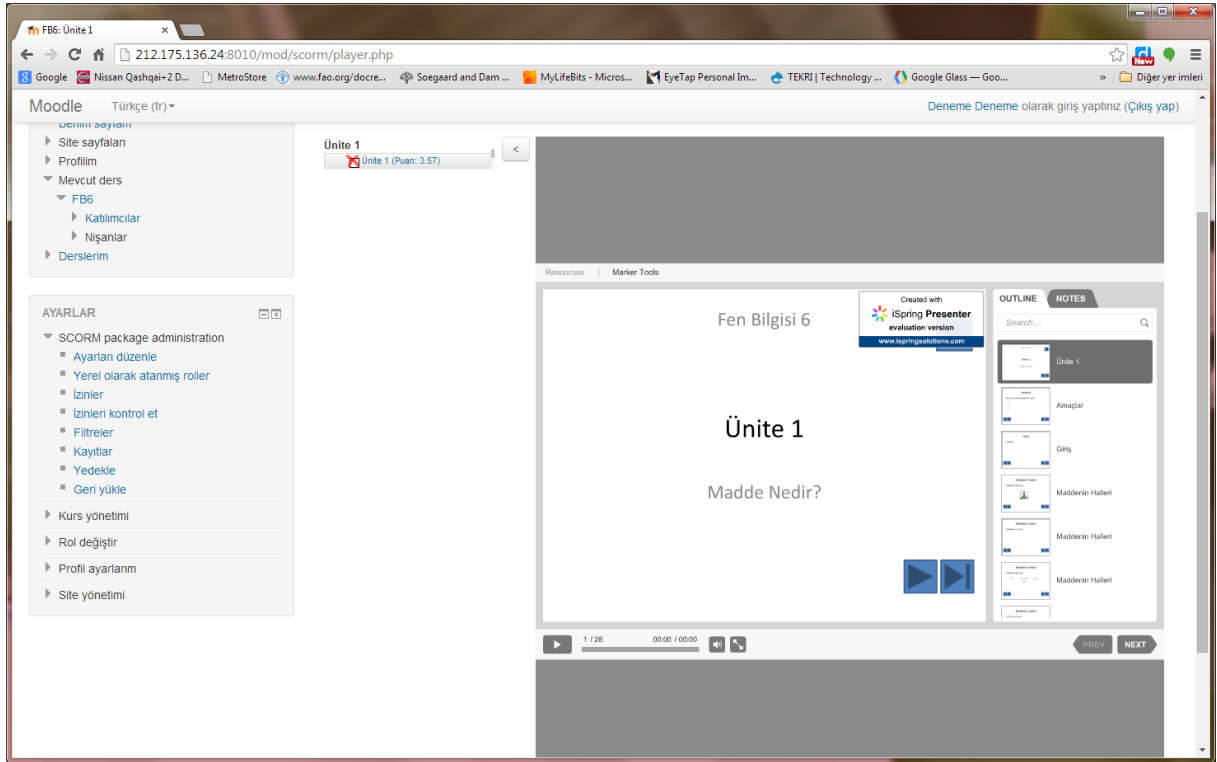 FB6: Ünite 1
212.175.136.24:8010/mod/scorm/player.php
New
Google
Nissan Qashqai+2 D...
MetroStore
www.fao.org/docre...
Soegaard and Dam ...
MyLifeBits - Micros...
EyeTap Personal Im...
TEKRI | Technology ...
Google Glass — Goo...
»
Diğer yer imleri
Moodle
Türkçe (tr)
Deneme Deneme olarak giriş yaptınız (Çıkış yap)
Benim sayfam
Site sayfaları
Profilim
Mevcut ders
FB6
Katılımcılar
Nişanlar
Derslerim
AYARLAR
SCORM package administration
Ayarları düzenle
Yerel olarak atanmış roller
İzinler
İzinleri kontrol et
Filtreler
Kayıtlar
Yedekle
Geri yükle
Kurs yönetimi
Rol değiştir
Profil ayarlarım
Site yönetimi
Ünite 1
Ünite 1 (Puan: 3.57)
<
Resources | Marker Tools
Fen Bilgisi 6
Created with
iSpring Presenter
evaluation version
www.ispringsolutions.com
Ünite 1
Madde Nedir?
OUTLINE
NOTES
Search...
Ünite 1
Amaçlar
Giriş
Maddenin Halleri
Maddenin Halleri
Maddenin Halleri
1 / 28
00:00 / 00:00
PREV
NEXT